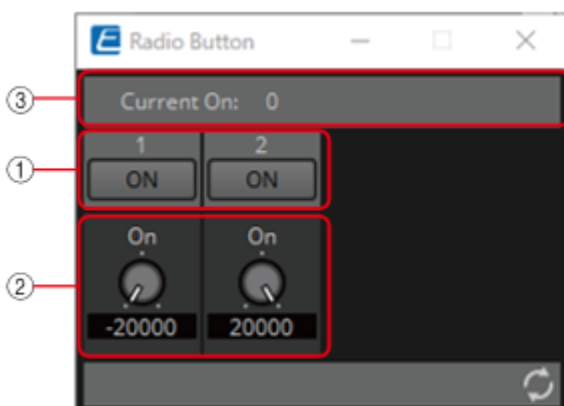 Radio Button
③ Current On: 0
1 2
① ON ON
On On
②
-20000 20000